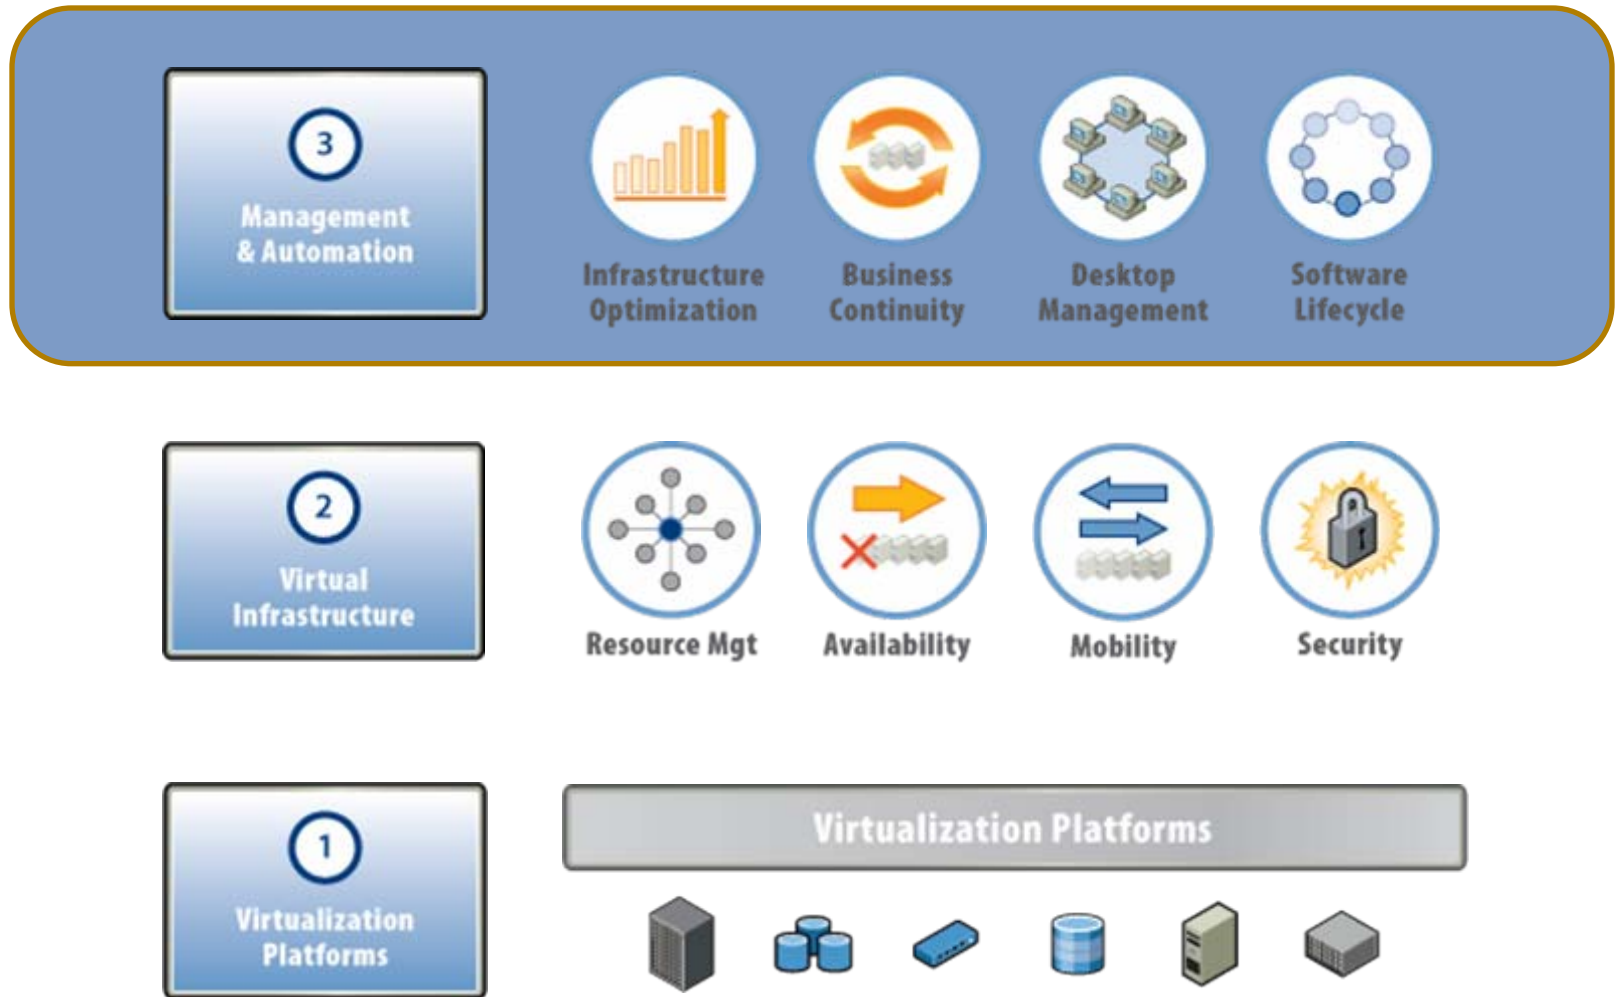 3
Management
& Automation
Infrastructure
Optimization
Business
Continuity
Desktop
Management
Software
Lifecycle
2
Virtual
Infrastructure
Resource Mgt
Availability
Mobility
Security
1
Virtualization
Platforms
Virtualization Platforms